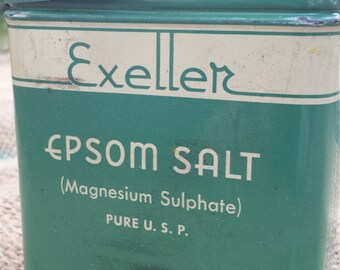 Exeller
EPSOM SALT
(Magnesium Sulphate)
PURE U. S. P.